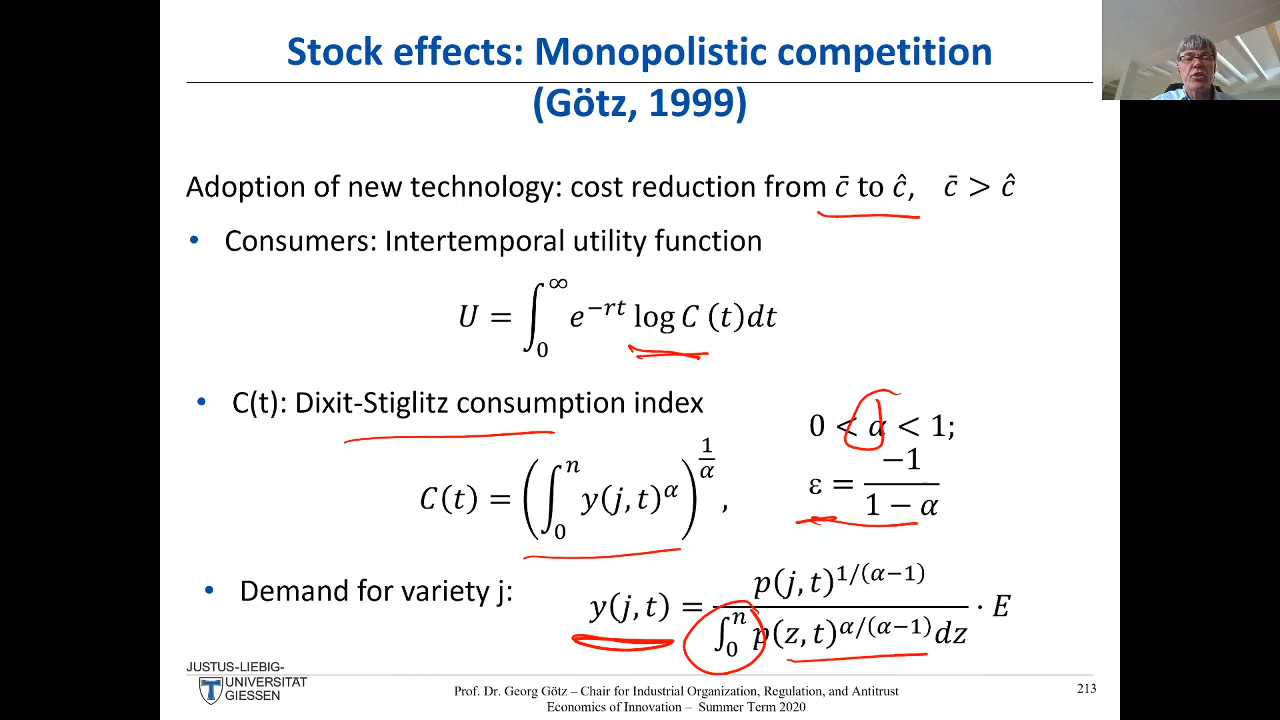 Stock effects: Monopolistic competition
(Götz, 1999)
Adoption of new technology: cost reduction from c̄ to ĉ, c̄ > ĉ
• Consumers: Intertemporal utility function
U = ∫₀^∞ e^{−rt} log C (t)dt
• C(t): Dixit-Stiglitz consumption index
0 < α < 1;
C(t) = (∫₀ⁿ y(j, t)^α)^{1/α},
ε = −1/(1 − α)
• Demand for variety j:
y(j, t) = p(j, t)^{1/(α−1)} / ∫₀ⁿ p(z, t)^{α/(α−1)} dz · E
JUSTUS-LIEBIG-
UNIVERSITAT
GIESSEN
Prof. Dr. Georg Götz – Chair for Industrial Organization, Regulation, and Antitrust
Economics of Innovation – Summer Term 2020
213